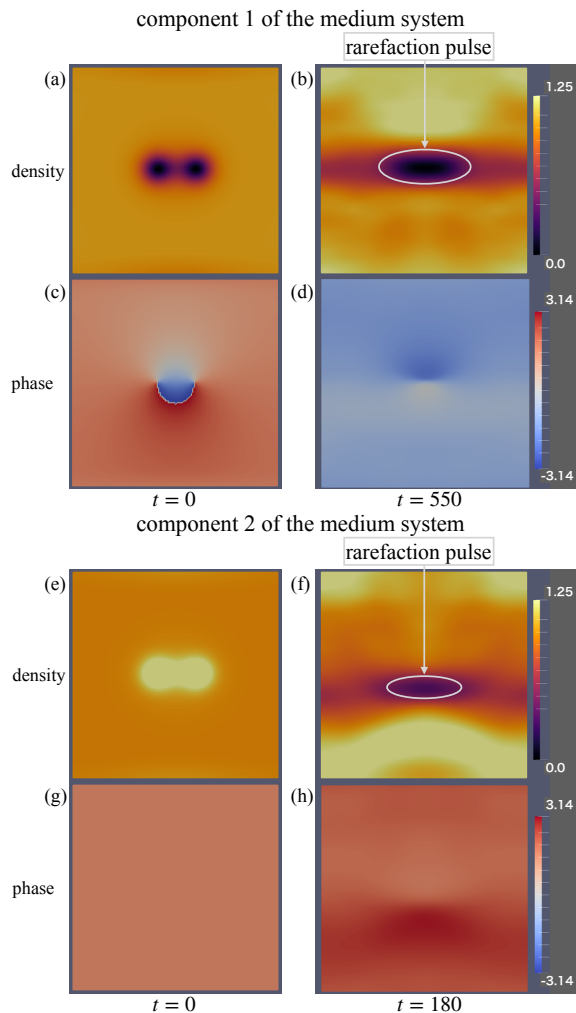 component 1 of the medium system
rarefaction pulse
(a)
(b)
1.25
density
0.0
(c)
(d)
3.14
phase
-3.14
t = 0
t = 550
component 2 of the medium system
rarefaction pulse
(e)
(f)
1.25
density
0.0
(g)
(h)
3.14
phase
-3.14
t = 0
t = 180